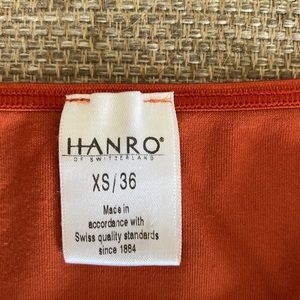 HANRO®
OF SWITZERLAND
XS/36
Made in
accordance with
Swiss quality standards
since 1884